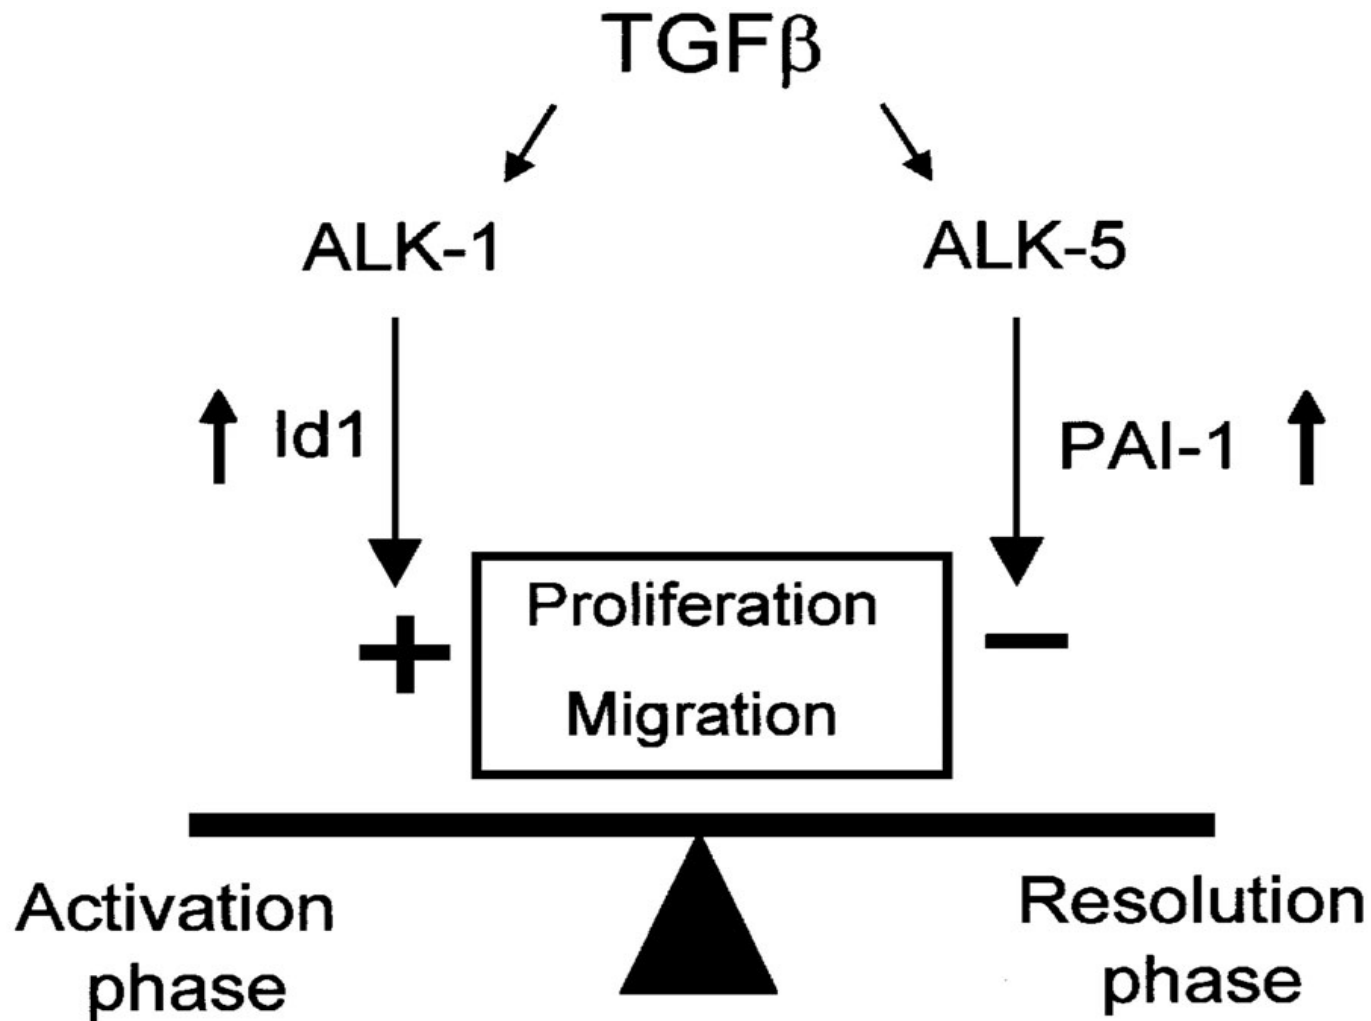 TGFβ
ALK-1
ALK-5
Id1
PAI-1
+
Proliferation
Migration
−
Activation
phase
Resolution
phase